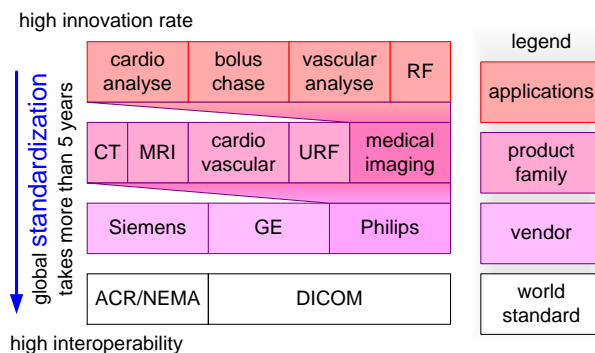 high innovation rate
legend
cardio analyse
bolus chase
vascular analyse
RF
applications
CT
MRI
cardio vascular
URF
medical imaging
product family
Siemens
GE
Philips
vendor
ACR/NEMA
DICOM
world standard
global standardization
takes more than 5 years
high interoperability